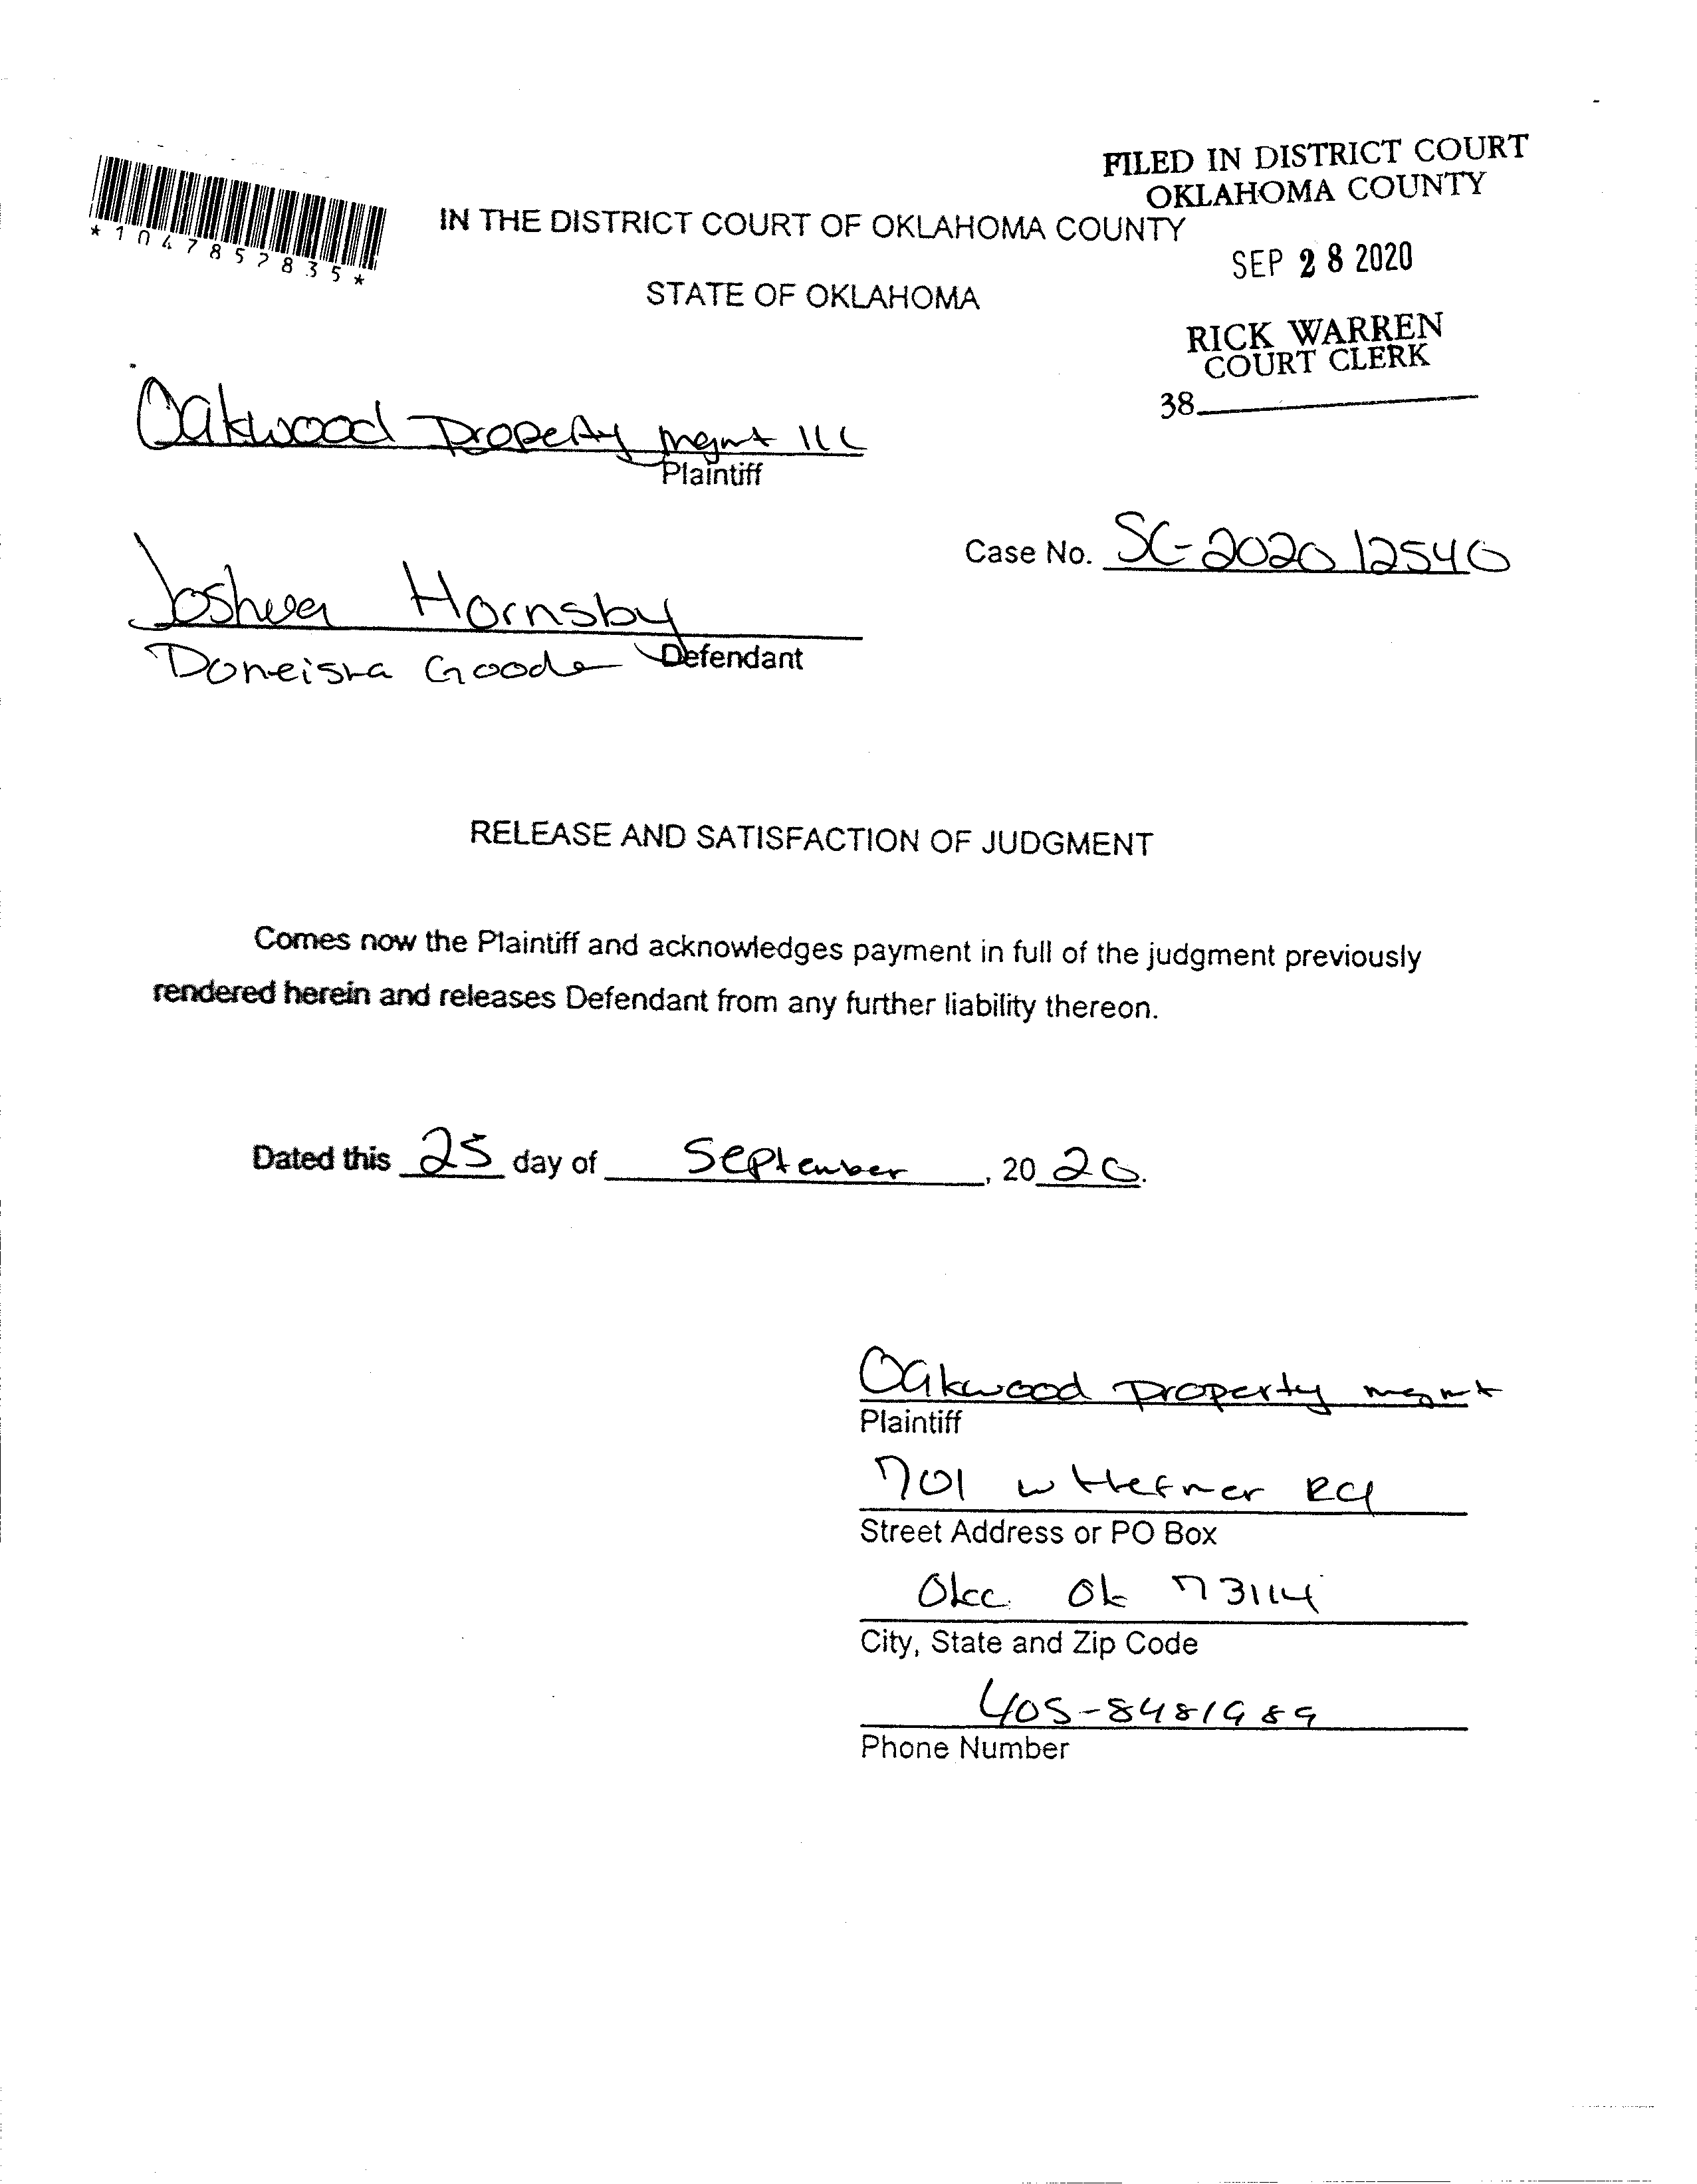 FILED IN DISTRICT COURT
OKLAHOMA COUNTY
IN THE DISTRICT COURT OF OKLAHOMA COUNTY
*1047857835*
SEP 28 2020
STATE OF OKLAHOMA
RICK WARREN
COURT CLERK
38
Oakwood Property mgmt llc
Plaintiff
Case No. SC-2020 12540
Joshua Hornsby
Doneisha Goode Defendant
RELEASE AND SATISFACTION OF JUDGMENT
Comes now the Plaintiff and acknowledges payment in full of the judgment previously
rendered herein and releases Defendant from any further liability thereon.
Dated this 25 day of September, 20 20.
Oakwood property mgmt
Plaintiff
701 w Hefner Rd
Street Address or PO Box
Okc Ok 73114
City, State and Zip Code
405-8481989
Phone Number